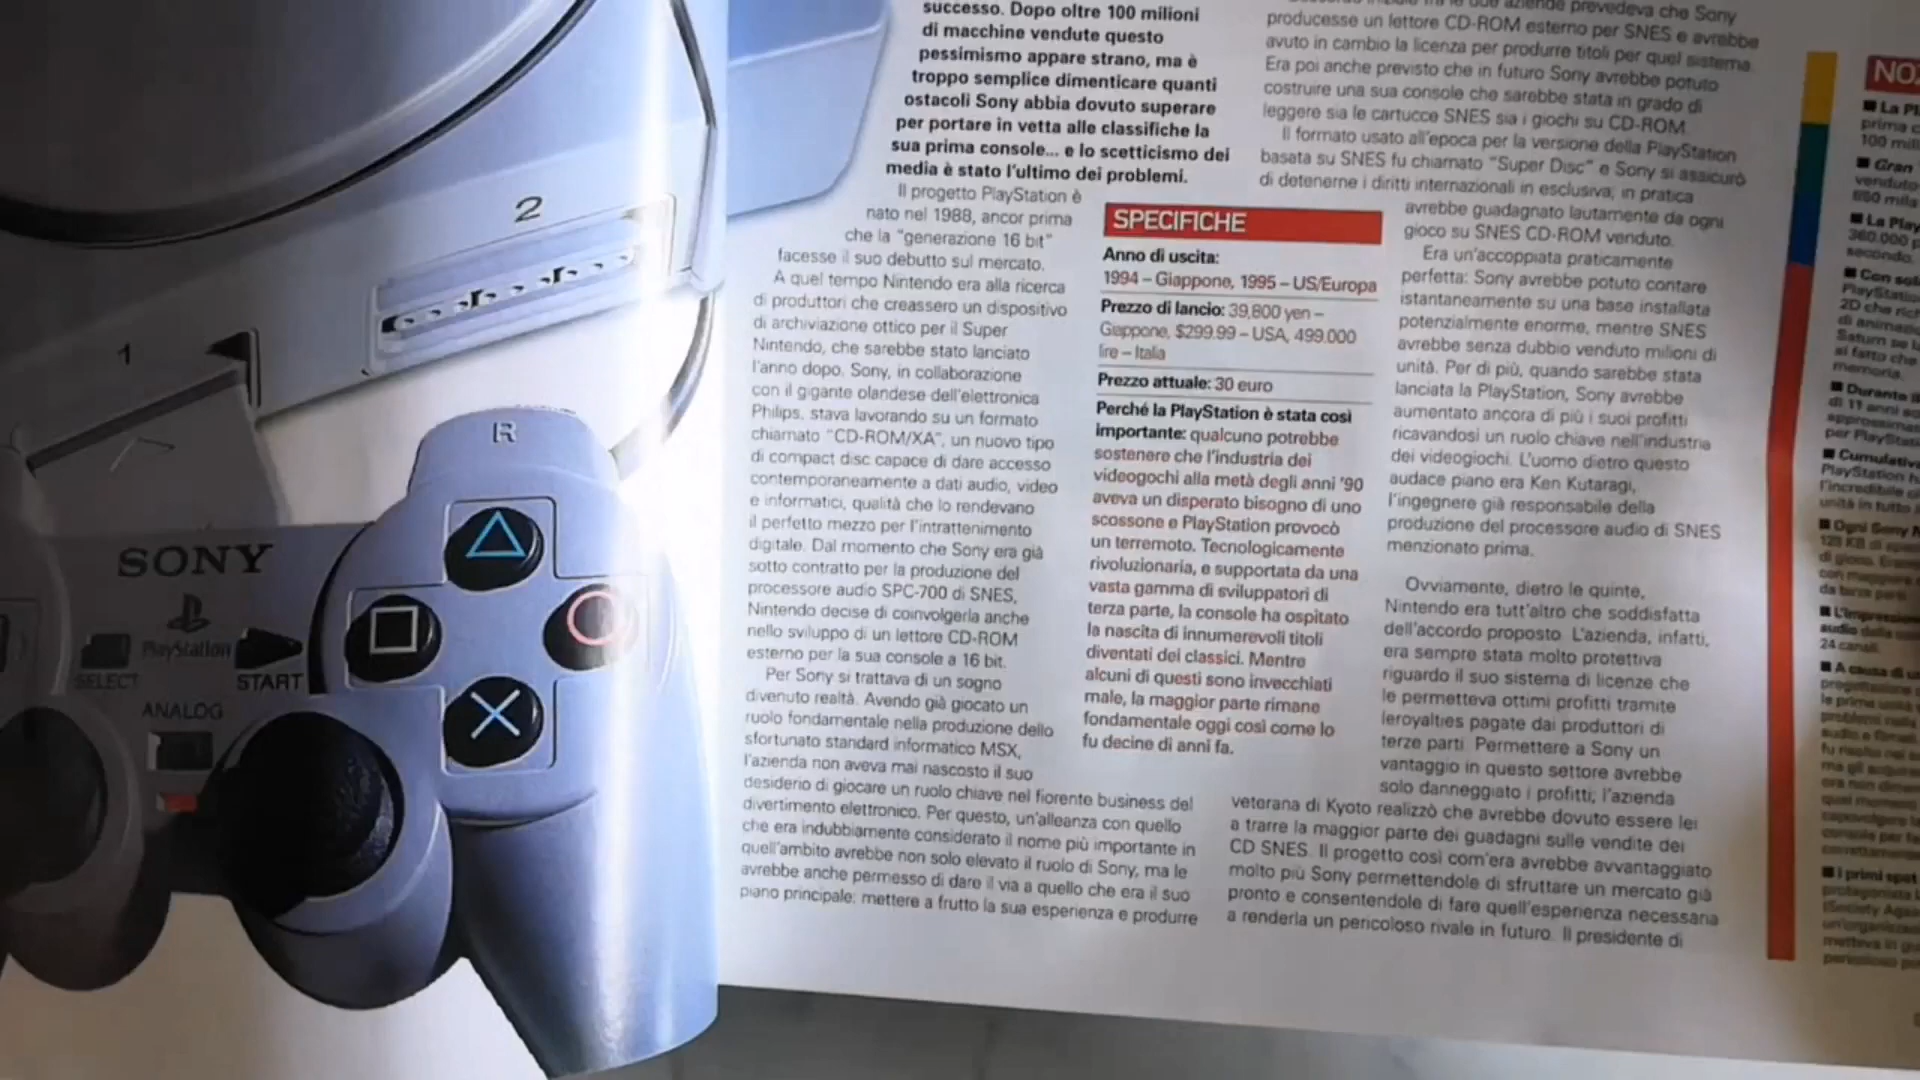 2
1
R
SONY
PlayStation
SELECT
START
ANALOG
successo. Dopo oltre 100 milioni
di macchine vendute questo
pessimismo appare strano, ma è
troppo semplice dimenticare quanti
ostacoli Sony abbia dovuto superare
per portare in vetta alle classifiche la
sua prima console... e lo scetticismo dei
media è stato l'ultimo dei problemi.
Il progetto PlayStation è
nato nel 1988, ancor prima
che la "generazione 16 bit"
facesse il suo debutto sul mercato.
A quel tempo Nintendo era alla ricerca
di produttori che creassero un dispositivo
di archiviazione ottico per il Super
Nintendo, che sarebbe stato lanciato
l'anno dopo. Sony, in collaborazione
con il gigante olandese dell'elettronica
Philips, stava lavorando su un formato
chiamato "CD-ROM/XA", un nuovo tipo
di compact disc capace di dare accesso
contemporaneamente a dati audio, video
e informatici, qualità che lo rendevano
il perfetto mezzo per l'intrattenimento
digitale. Dal momento che Sony era già
sotto contratto per la produzione del
processore audio SPC-700 di SNES,
Nintendo decise di coinvolgerla anche
nello sviluppo di un lettore CD-ROM
esterno per la sua console a 16 bit.
Per Sony si trattava di un sogno
divenuto realtà. Avendo già giocato un
ruolo fondamentale nella produzione dello
sfortunato standard informatico MSX,
l'azienda non aveva mai nascosto il suo
desiderio di giocare un ruolo chiave nel fiorente business del
divertimento elettronico. Per questo, un'alleanza con quello
che era indubbiamente considerato il nome più importante in
quell'ambito avrebbe non solo elevato il ruolo di Sony, ma le
avrebbe anche permesso di dare il via a quello che era il suo
piano principale: mettere a frutto la sua esperienza e produrre
SPECIFICHE
Anno di uscita:
1994 – Giappone, 1995 – US/Europa
Prezzo di lancio: 39,800 yen –
Giappone, $299.99 – USA, 499.000
lire – Italia
Prezzo attuale: 30 euro
Perché la PlayStation è stata così
importante: qualcuno potrebbe
sostenere che l'industria dei
videogochi alla metà degli anni '90
aveva un disperato bisogno di uno
scossone e PlayStation provocò
un terremoto. Tecnologicamente
rivoluzionaria, e supportata da una
vasta gamma di sviluppatori di
terza parte, la console ha ospitato
la nascita di innumerevoli titoli
diventati dei classici. Mentre
alcuni di questi sono invecchiati
male, la maggior parte rimane
fondamentale oggi così come lo
fu decine di anni fa.
prevedeva che Sony
producesse un lettore CD-ROM esterno per SNES e avrebbe
avuto in cambio la licenza per produrre titoli per quel sistema.
Era poi anche previsto che in futuro Sony avrebbe potuto
costruire una sua console che sarebbe stata in grado di
leggere sia le cartucce SNES sia i giochi su CD-ROM.
Il formato usato all'epoca per la versione della PlayStation
basata su SNES fu chiamato "Super Disc" e Sony si assicurò
di detenerne i diritti internazionali in esclusiva; in pratica
avrebbe guadagnato lautamente da ogni
gioco su SNES CD-ROM venduto.
Era un'accoppiata praticamente
perfetta: Sony avrebbe potuto contare
istantaneamente su una base installata
potenzialmente enorme, mentre SNES
avrebbe senza dubbio venduto milioni di
unità. Per di più, quando sarebbe stata
lanciata la PlayStation, Sony avrebbe
aumentato ancora di più i suoi profitti
ricavandosi un ruolo chiave nell'industria
dei videogiochi. L'uomo dietro questo
audace piano era Ken Kutaragi,
l'ingegnere già responsabile della
produzione del processore audio di SNES
menzionato prima.
Ovviamente, dietro le quinte,
Nintendo era tutt'altro che soddisfatta
dell'accordo proposto. L'azienda, infatti,
era sempre stata molto protettiva
riguardo il suo sistema di licenze che
le permetteva ottimi profitti tramite
leroyalties pagate dai produttori di
terze parti. Permettere a Sony un
vantaggio in questo settore avrebbe
solo danneggiato i profitti; l'azienda
veterana di Kyoto realizzò che avrebbe dovuto essere lei
a trarre la maggior parte dei guadagni sulle vendite dei
CD SNES. Il progetto così com'era avrebbe avvantaggiato
molto più Sony permettendole di sfruttare un mercato già
pronto e consentendole di fare quell'esperienza necessaria
a renderla un pericoloso rivale in futuro. Il presidente di